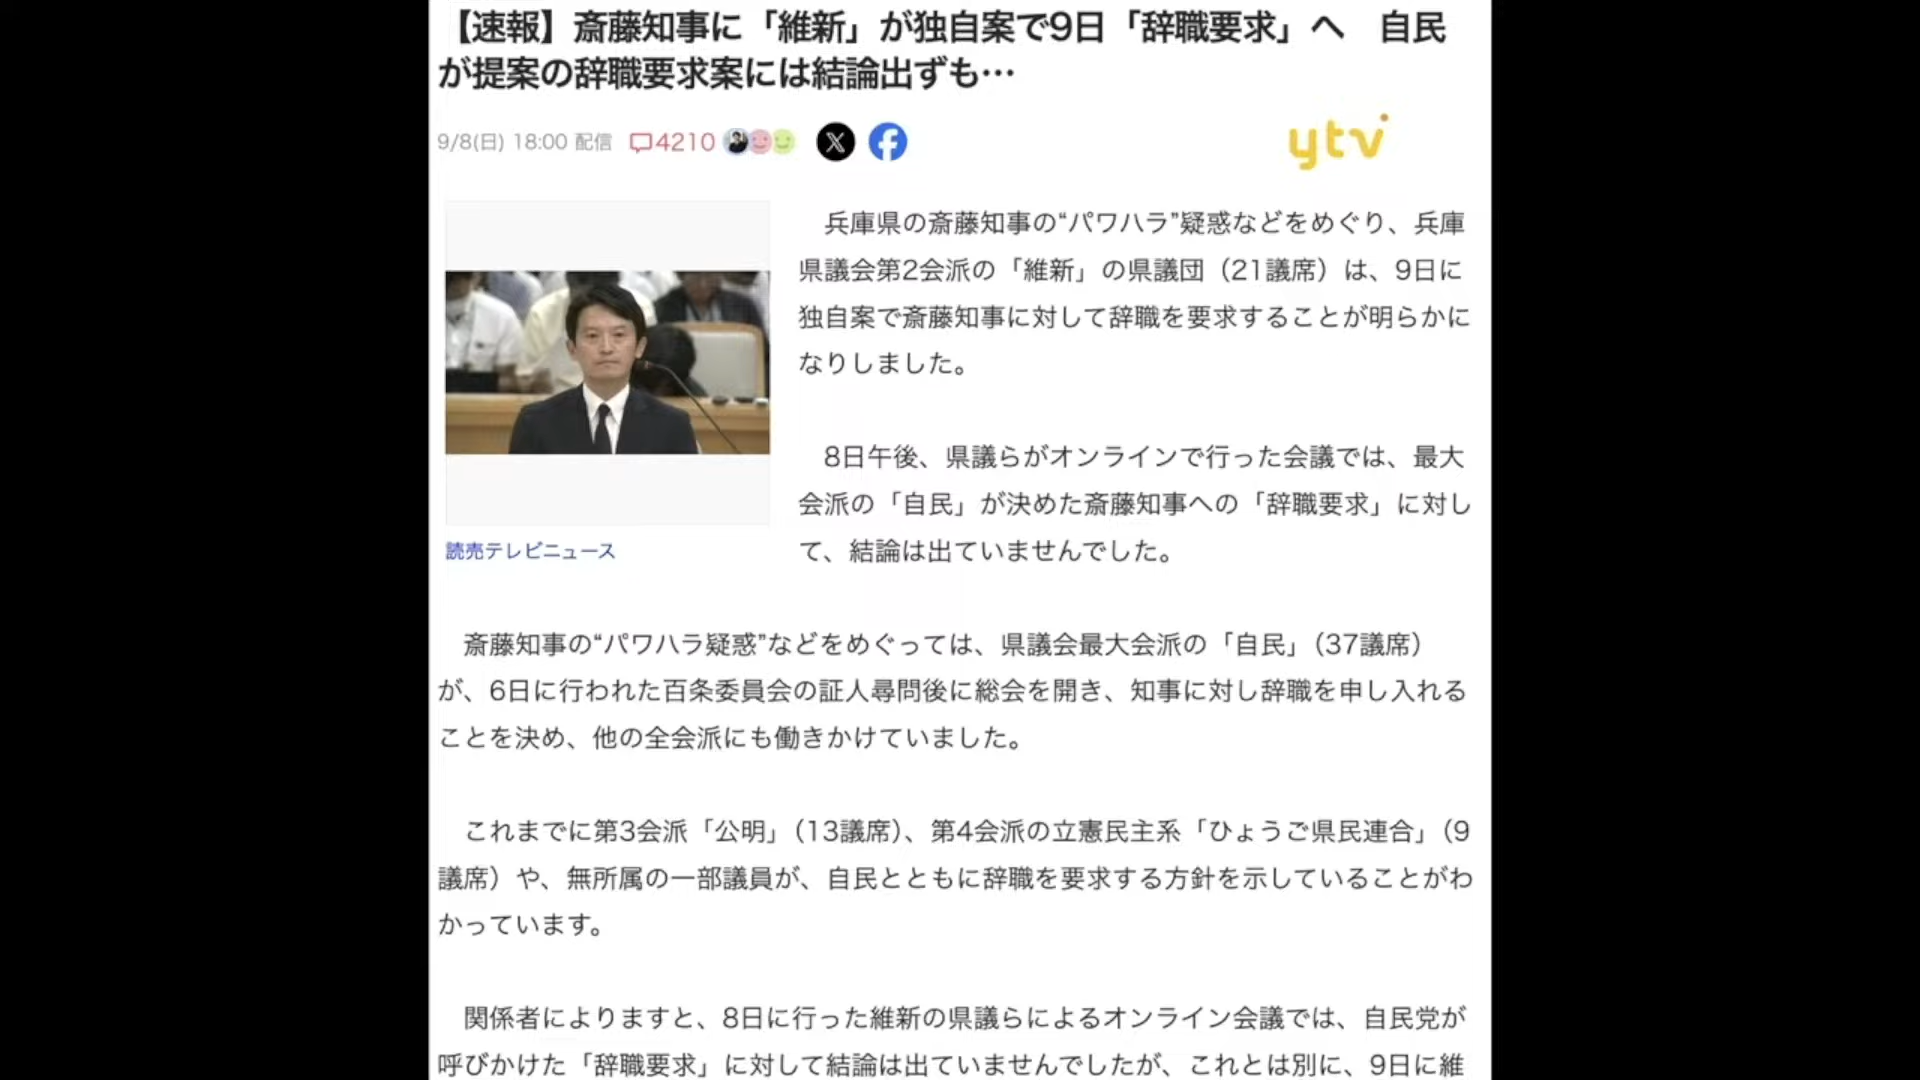 【速報】斎藤知事に「維新」が独自案で9日「辞職要求」へ　自民
が提案の辞職要求案には結論出ずも…
9/8(日) 18:00 配信 4210
ytv
兵庫県の斎藤知事の“パワハラ”疑惑などをめぐり、兵庫
県議会第2会派の「維新」の県議団（21議席）は、9日に
独自案で斎藤知事に対して辞職を要求することが明らかに
なりしました。
8日午後、県議らがオンラインで行った会議では、最大
会派の「自民」が決めた斎藤知事への「辞職要求」に対し
て、結論は出ていませんでした。
読売テレビニュース
斎藤知事の“パワハラ疑惑”などをめぐっては、県議会最大会派の「自民」（37議席）
が、6日に行われた百条委員会の証人尋問後に総会を開き、知事に対し辞職を申し入れる
ことを決め、他の全会派にも働きかけていました。
これまでに第3会派「公明」（13議席）、第4会派の立憲民主系「ひょうご県民連合」（9
議席）や、無所属の一部議員が、自民とともに辞職を要求する方針を示していることがわ
かっています。
関係者によりますと、8日に行った維新の県議らによるオンライン会議では、自民党が
呼びかけた「辞職要求」に対して結論は出ていませんでしたが、これとは別に、9日に維